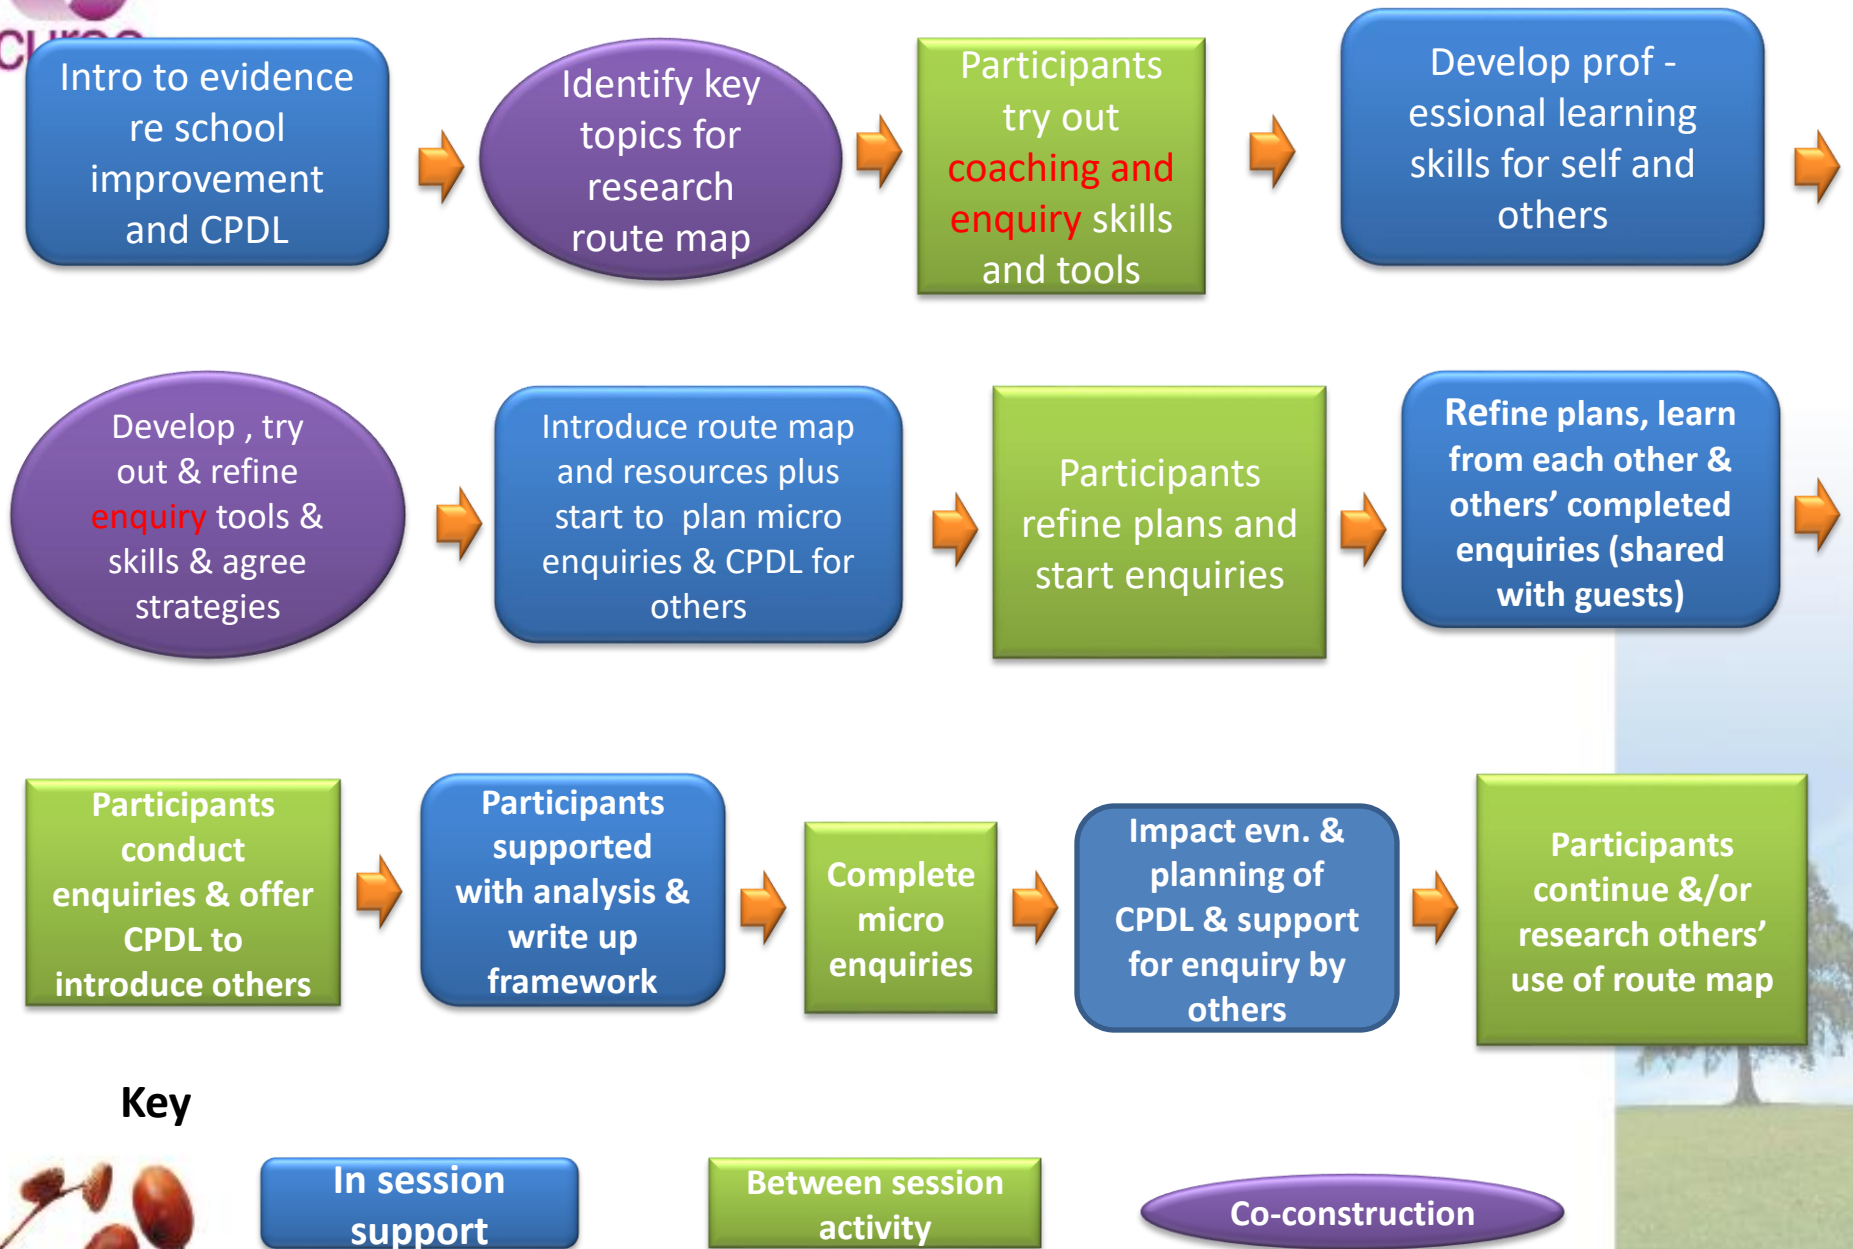 Intro to evidence
re school
improvement
and CPDL
Identify key
topics for
research
route map
Participants
try out
coaching and
enquiry skills
and tools
Develop prof -
essional learning
skills for self and
others
Develop , try
out & refine
enquiry tools &
skills & agree
strategies
Introduce route map
and resources plus
start to plan micro
enquiries & CPDL for
others
Participants
refine plans and
start enquiries
Refine plans, learn
from each other &
others’ completed
enquiries (shared
with guests)
Participants
conduct
enquiries & offer
CPDL to
introduce others
Participants
supported
with analysis &
write up
framework
Complete
micro
enquiries
Impact evn. &
planning of
CPDL & support
for enquiry by
others
Participants
continue &/or
research others’
use of route map
Key
In session
support
Between session
activity
Co-construction